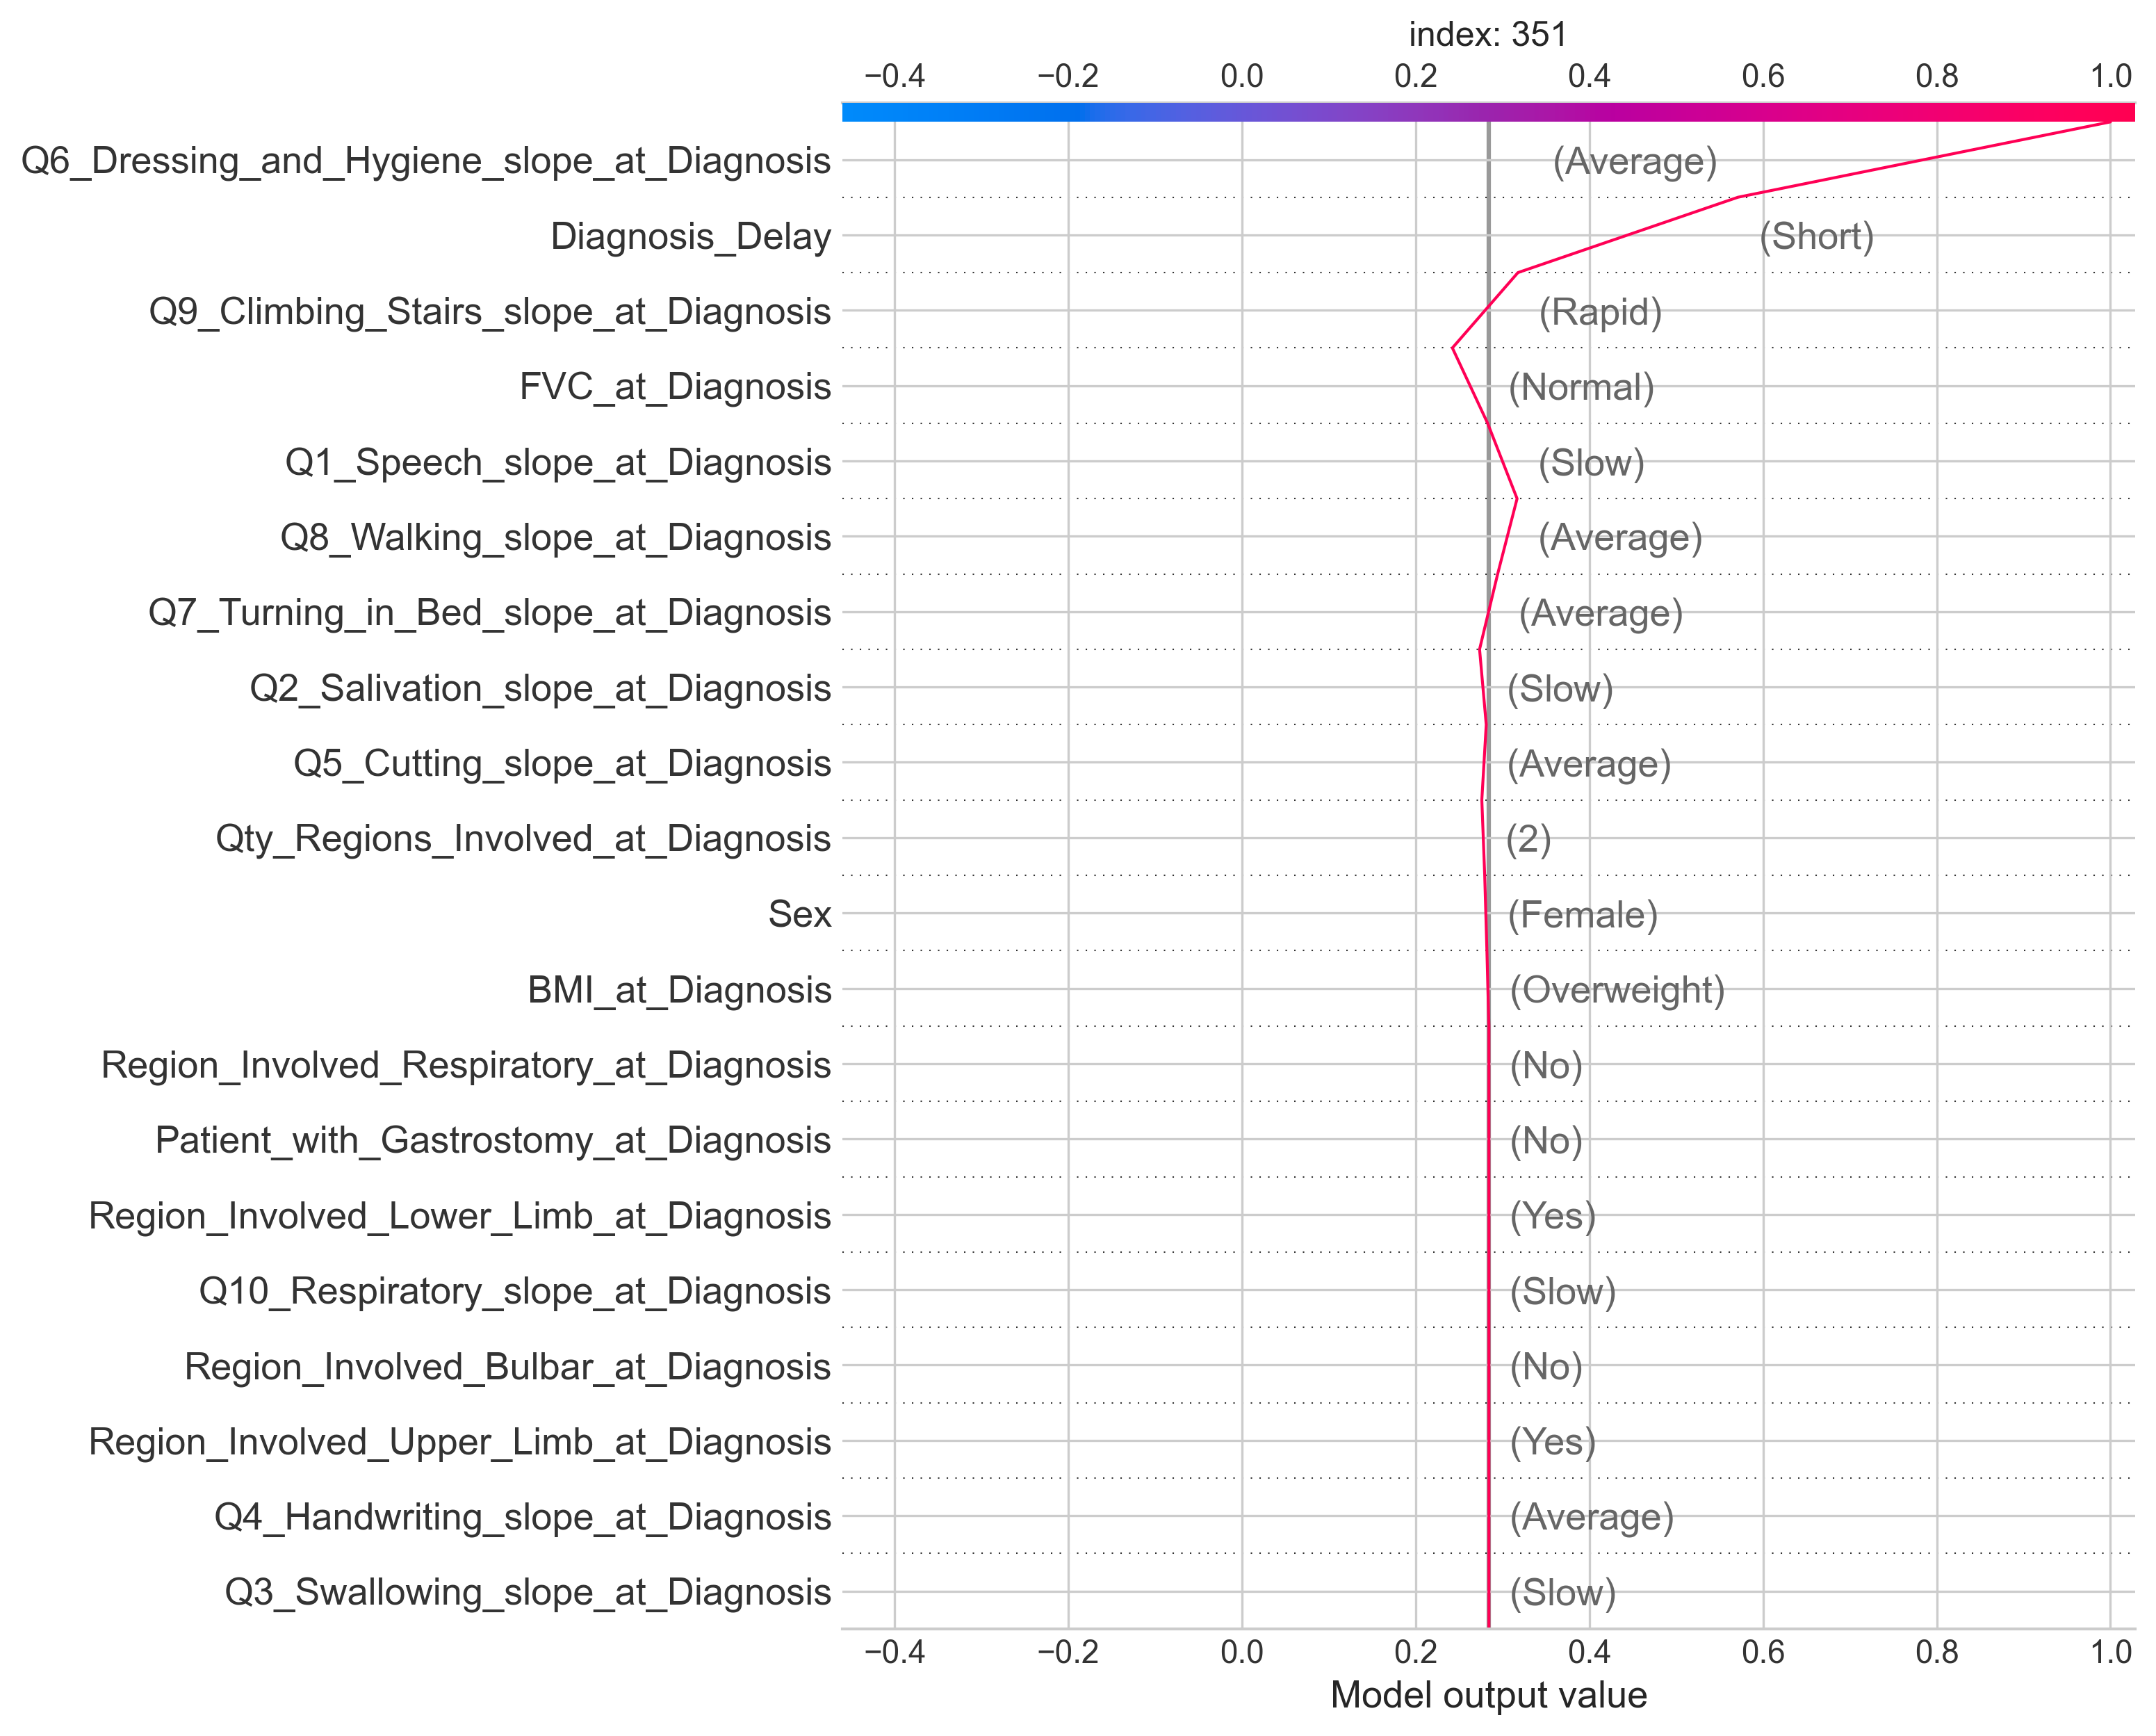 index: 351
−0.4 −0.2 0.0 0.2 0.4 0.6 0.8 1.0
Q6_Dressing_and_Hygiene_slope_at_Diagnosis (Average)
Diagnosis_Delay (Short)
Q9_Climbing_Stairs_slope_at_Diagnosis (Rapid)
FVC_at_Diagnosis (Normal)
Q1_Speech_slope_at_Diagnosis (Slow)
Q8_Walking_slope_at_Diagnosis (Average)
Q7_Turning_in_Bed_slope_at_Diagnosis (Average)
Q2_Salivation_slope_at_Diagnosis (Slow)
Q5_Cutting_slope_at_Diagnosis (Average)
Qty_Regions_Involved_at_Diagnosis (2)
Sex (Female)
BMI_at_Diagnosis (Overweight)
Region_Involved_Respiratory_at_Diagnosis (No)
Patient_with_Gastrostomy_at_Diagnosis (No)
Region_Involved_Lower_Limb_at_Diagnosis (Yes)
Q10_Respiratory_slope_at_Diagnosis (Slow)
Region_Involved_Bulbar_at_Diagnosis (No)
Region_Involved_Upper_Limb_at_Diagnosis (Yes)
Q4_Handwriting_slope_at_Diagnosis (Average)
Q3_Swallowing_slope_at_Diagnosis (Slow)
−0.4 −0.2 0.0 0.2 0.4 0.6 0.8 1.0
Model output value